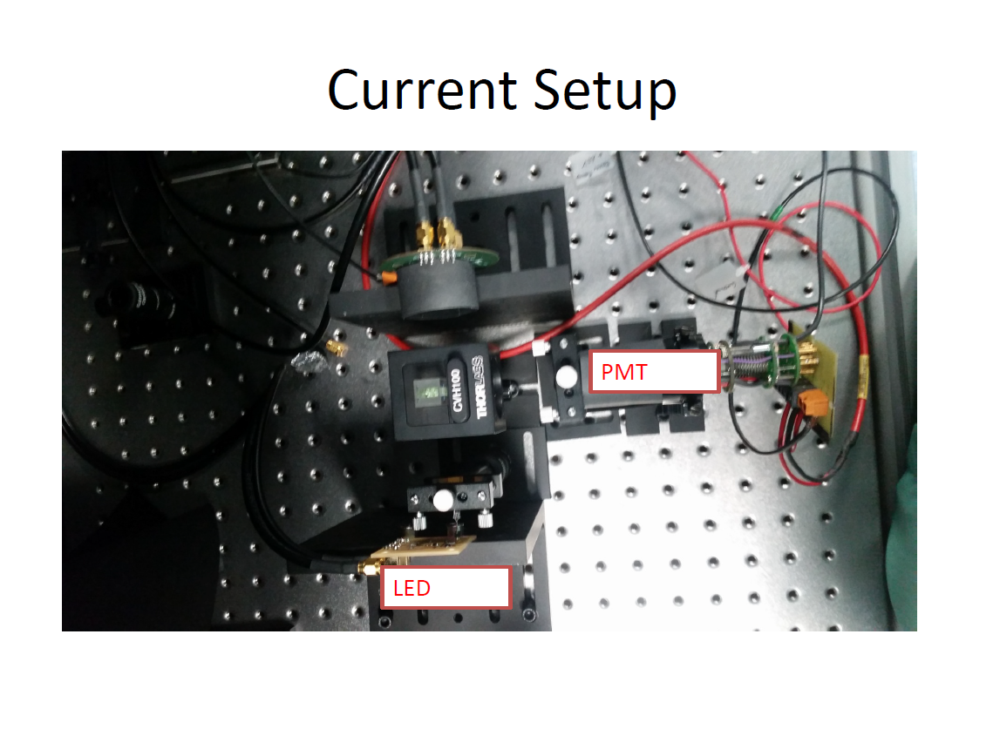 Current Setup
PMT
CVH100
THORLABS
LED